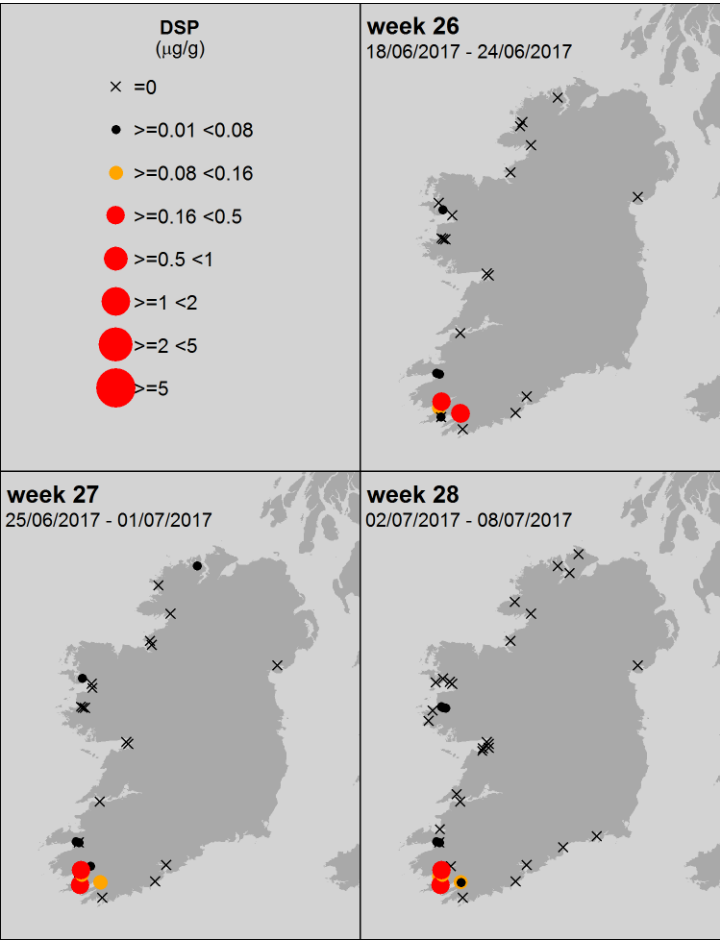 DSP
(µg/g)
=0
>=0.01 <0.08
>=0.08 <0.16
>=0.16 <0.5
>=0.5 <1
>=1 <2
>=2 <5
>=5
week 26
18/06/2017 - 24/06/2017
week 27
25/06/2017 - 01/07/2017
week 28
02/07/2017 - 08/07/2017